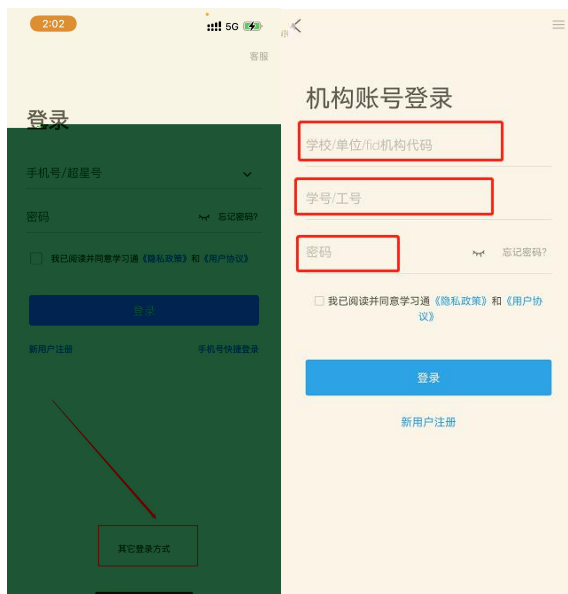 2:02
5G
客服
登录
手机号/超星号
密码
忘记密码?
我已阅读并同意学习通《隐私政策》和《用户协议》
登录
新用户注册
手机号快捷登录
其它登录方式
机构账号登录
学校/单位/fid机构代码
学号/工号
密码
忘记密码?
我已阅读并同意学习通《隐私政策》和《用户协
议》
登录
新用户注册